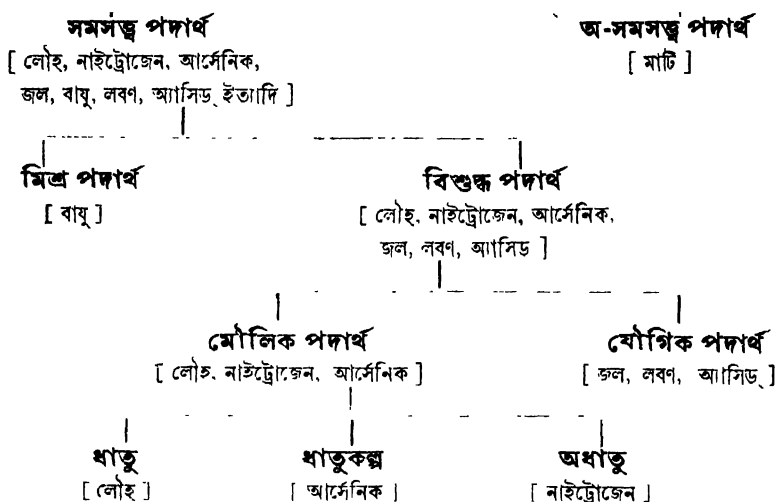 সমসত্ত্ব পদার্থ
অ-সমসত্ত্ব পদার্থ
[ লৌহ, নাইট্রোজেন, আর্সেনিক,
[ মাটি ]
জল, বায়ু, লবণ, অ্যাসিড্ ইত্যাদি ]
মিশ্র পদার্থ
বিশুদ্ধ পদার্থ
[ বায়ু ]
[ লৌহ, নাইট্রোজেন, আর্সেনিক,
জল, লবণ, অ্যাসিড ]
মৌলিক পদার্থ
যৌগিক পদার্থ
[ লৌহ, নাইট্রোজেন, আর্সেনিক ]
[ জল, লবণ, অ্যাসিড্ ]
ধাতু
ধাতুকল্প
অধাতু
[ লৌহ ]
[ আর্সেনিক ]
[ নাইট্রোজেন ]